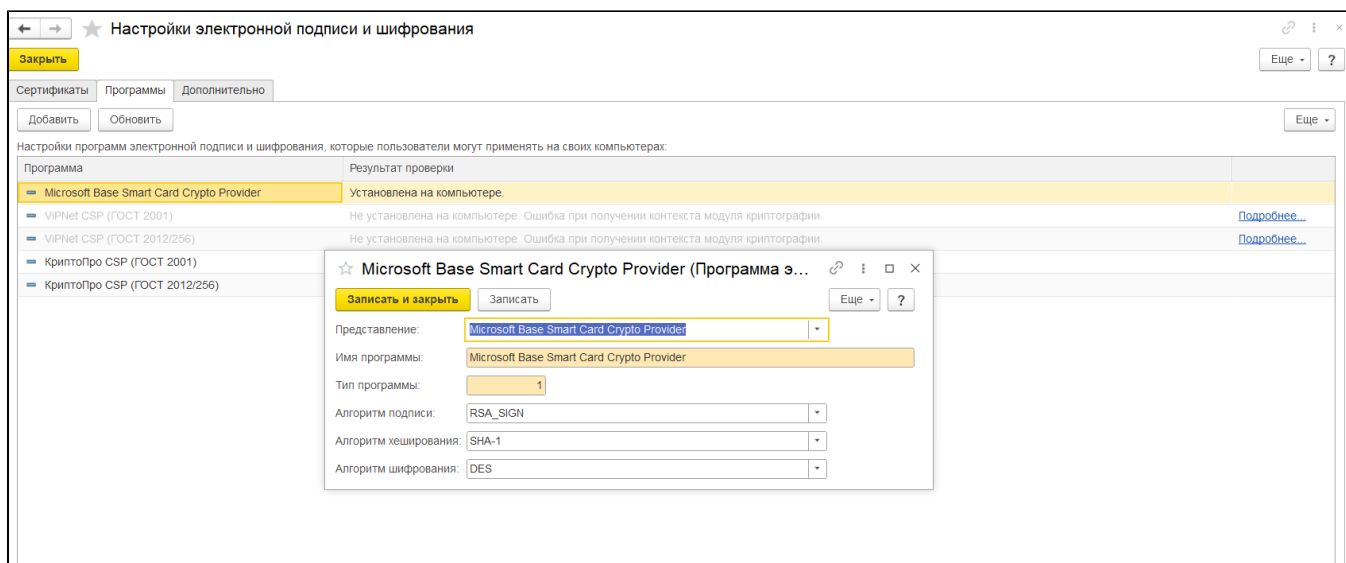 Настройки электронной подписи и шифрования
Закрыть
Еще
?
Сертификаты Программы Дополнительно
Добавить Обновить
Еще
Настройки программ электронной подписи и шифрования, которые пользователи могут применять на своих компьютерах:
Программа Результат проверки
Microsoft Base Smart Card Crypto Provider Установлена на компьютере.
ViPNet CSP (ГОСТ 2001) Не установлена на компьютере. Ошибка при получении контекста модуля криптографии. Подробнее...
ViPNet CSP (ГОСТ 2012/256) Не установлена на компьютере. Ошибка при получении контекста модуля криптографии. Подробнее...
КриптоПро CSP (ГОСТ 2001)
КриптоПро CSP (ГОСТ 2012/256)
Microsoft Base Smart Card Crypto Provider (Программа э...
Записать и закрыть Записать Еще ?
Представление: Microsoft Base Smart Card Crypto Provider
Имя программы: Microsoft Base Smart Card Crypto Provider
Тип программы: 1
Алгоритм подписи: RSA_SIGN
Алгоритм хеширования: SHA-1
Алгоритм шифрования: DES